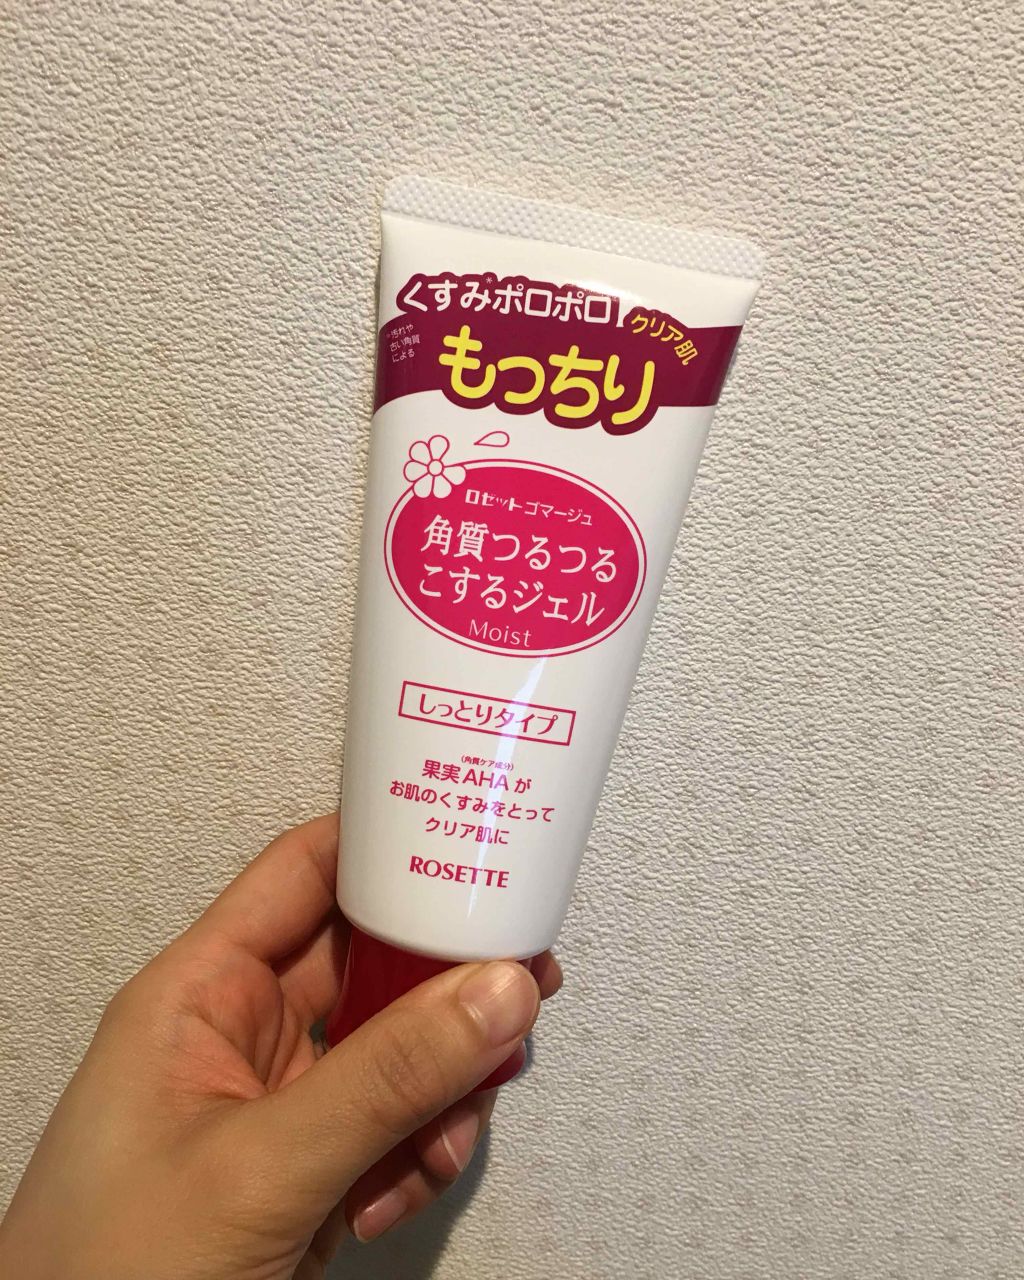 くすみ*ポロポロ!
クリア肌
*汚れや
古い角質
による
もっちり
ロゼットゴマージュ
角質つるつる
こするジェル
Moist
しっとりタイプ
(角質ケア成分)
果実AHAが
お肌のくすみをとって
クリア肌に
ROSETTE